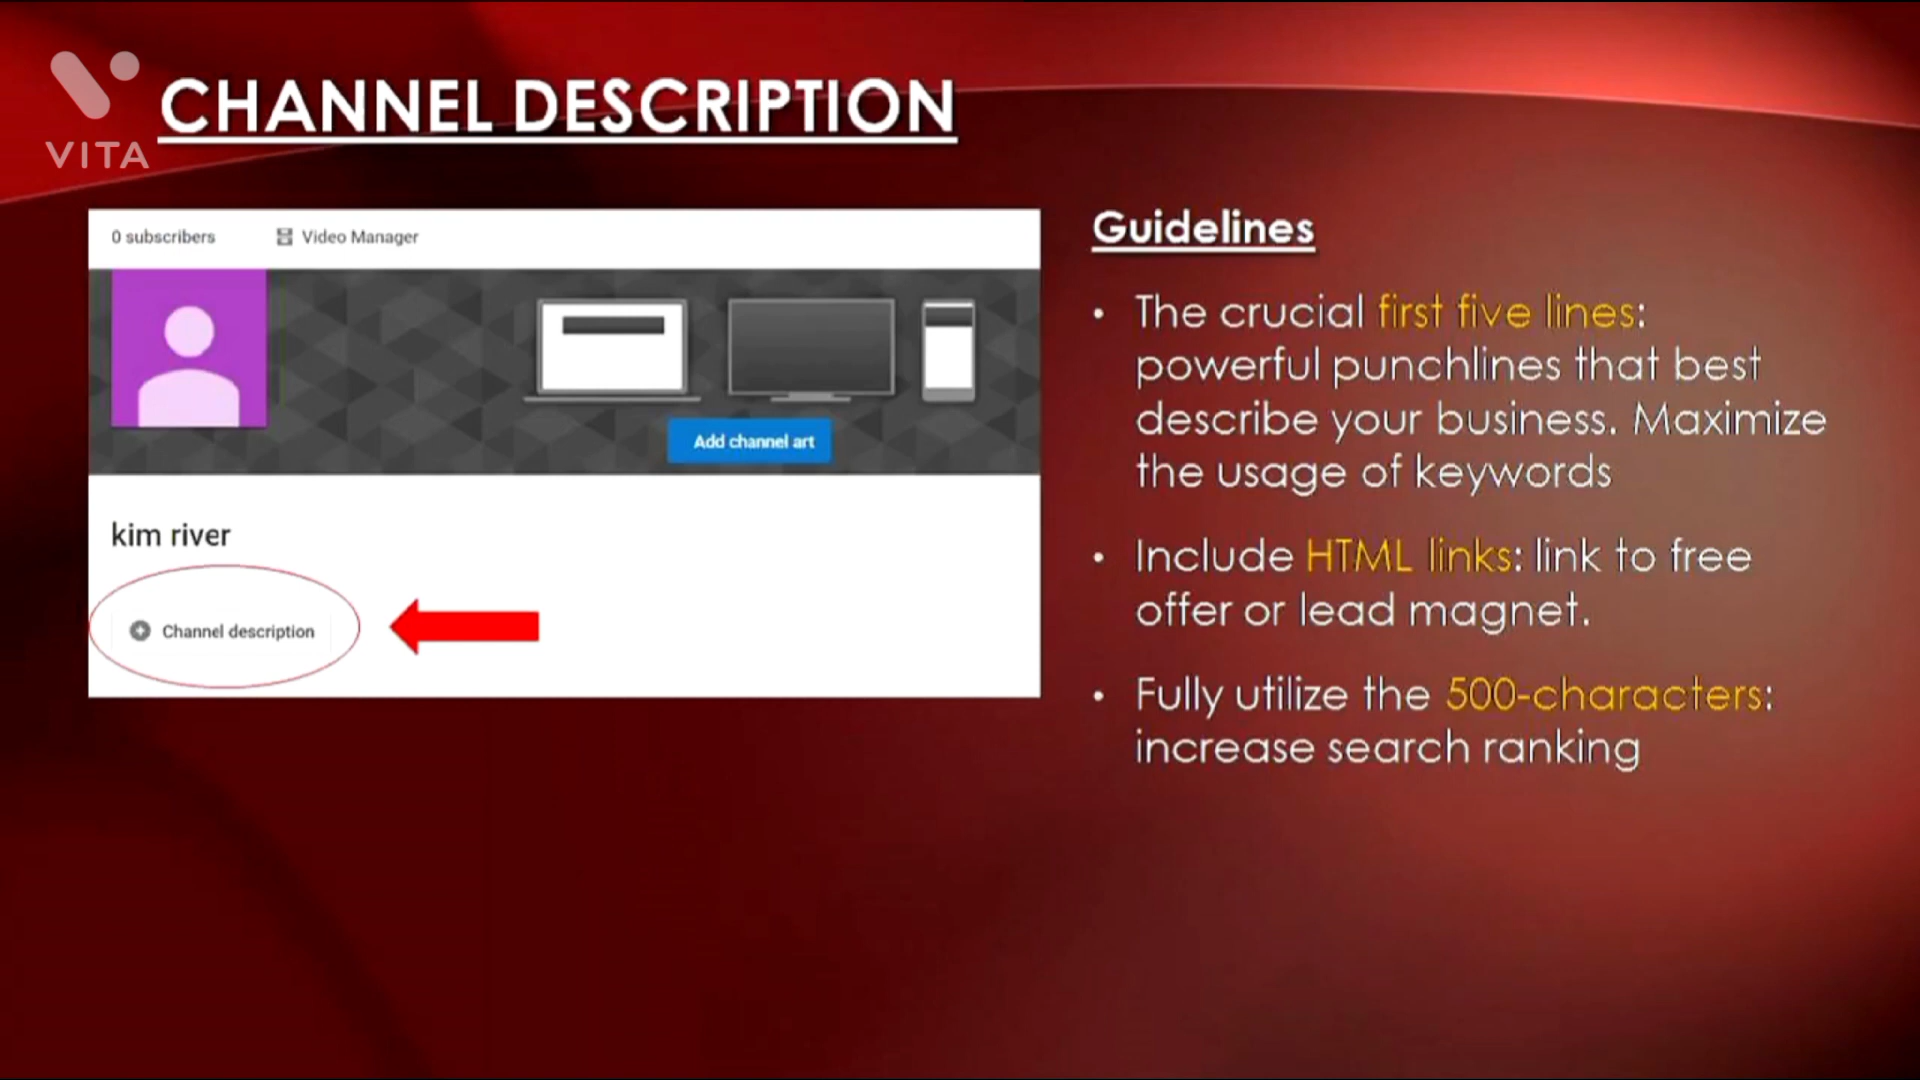 VITA
CHANNEL DESCRIPTION
0 subscribers
Video Manager
Add channel art
kim river
Channel description
Guidelines
• The crucial first five lines:
powerful punchlines that best
describe your business. Maximize
the usage of keywords
• Include HTML links: link to free
offer or lead magnet.
• Fully utilize the 500-characters:
increase search ranking